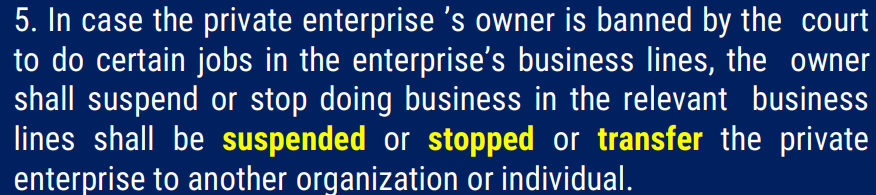 5. In case the private enterprise ’s owner is banned by the court
to do certain jobs in the enterprise’s business lines, the owner
shall suspend or stop doing business in the relevant business
lines shall be suspended or stopped or transfer the private
enterprise to another organization or individual.